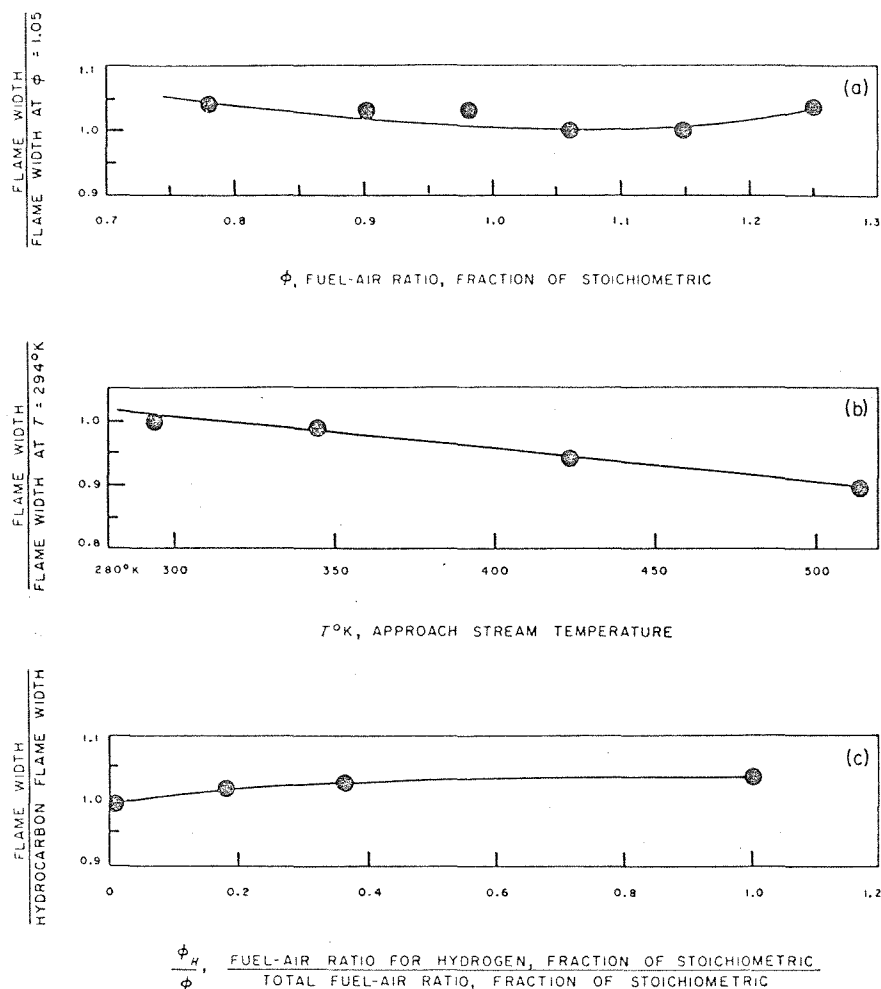 FLAME WIDTH
FLAME WIDTH AT ϕ = 1.05
1.1
1.0
0.9
(a)
0.7 0.8 0.9 1.0 1.1 1.2 1.3
ϕ, FUEL-AIR RATIO, FRACTION OF STOICHIOMETRIC
FLAME WIDTH
FLAME WIDTH AT T = 294°K
1.0
0.9
0.8
(b)
280°K 300 350 400 450 500
T°K, APPROACH STREAM TEMPERATURE
FLAME WIDTH
HYDROCARBON FLAME WIDTH
1.1
1.0
0.9
(c)
0 0.2 0.4 0.6 0.8 1.0 1.2
ϕH, FUEL-AIR RATIO FOR HYDROGEN, FRACTION OF STOICHIOMETRIC
ϕ TOTAL FUEL-AIR RATIO, FRACTION OF STOICHIOMETRIC